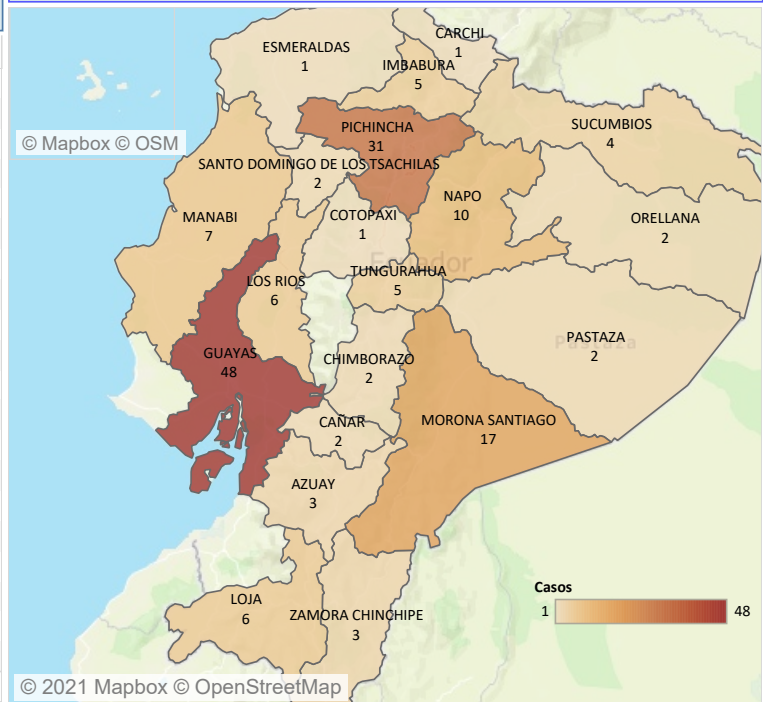 CARCHI
1
ESMERALDAS
1
IMBABURA
5
PICHINCHA
31
SUCUMBIOS
4
© Mapbox © OSM
SANTO DOMINGO DE LOS TSACHILAS
2
NAPO
10
MANABI
7
COTOPAXI
1
ORELLANA
2
Ecuador
TUNGURAHUA
5
LOS RIOS
6
PASTAZA
2
Pastaza
GUAYAS
48
CHIMBORAZO
2
MORONA SANTIAGO
17
CAÑAR
2
AZUAY
3
Casos
1 48
LOJA
6
ZAMORA CHINCHIPE
3
© 2021 Mapbox © OpenStreetMap